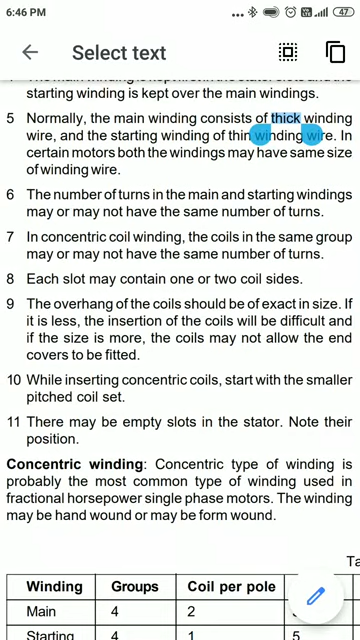 6:46 PM
... 47
Select text
starting winding is kept over the main windings.
5 Normally, the main winding consists of thick winding
wire, and the starting winding of thin winding wire. In
certain motors both the windings may have same size
of winding wire.
6 The number of turns in the main and starting windings
may or may not have the same number of turns.
7 In concentric coil winding, the coils in the same group
may or may not have the same number of turns.
8 Each slot may contain one or two coil sides.
9 The overhang of the coils should be of exact in size. If
it is less, the insertion of the coils will be difficult and
if the size is more, the coils may not allow the end
covers to be fitted.
10 While inserting concentric coils, start with the smaller
pitched coil set.
11 There may be empty slots in the stator. Note their
position.
Concentric winding: Concentric type of winding is
probably the most common type of winding used in
fractional horsepower single phase motors. The winding
may be hand wound or may be form wound.
Ta
Winding Groups Coil per pole
Main 4 2
Starting 4 1 5